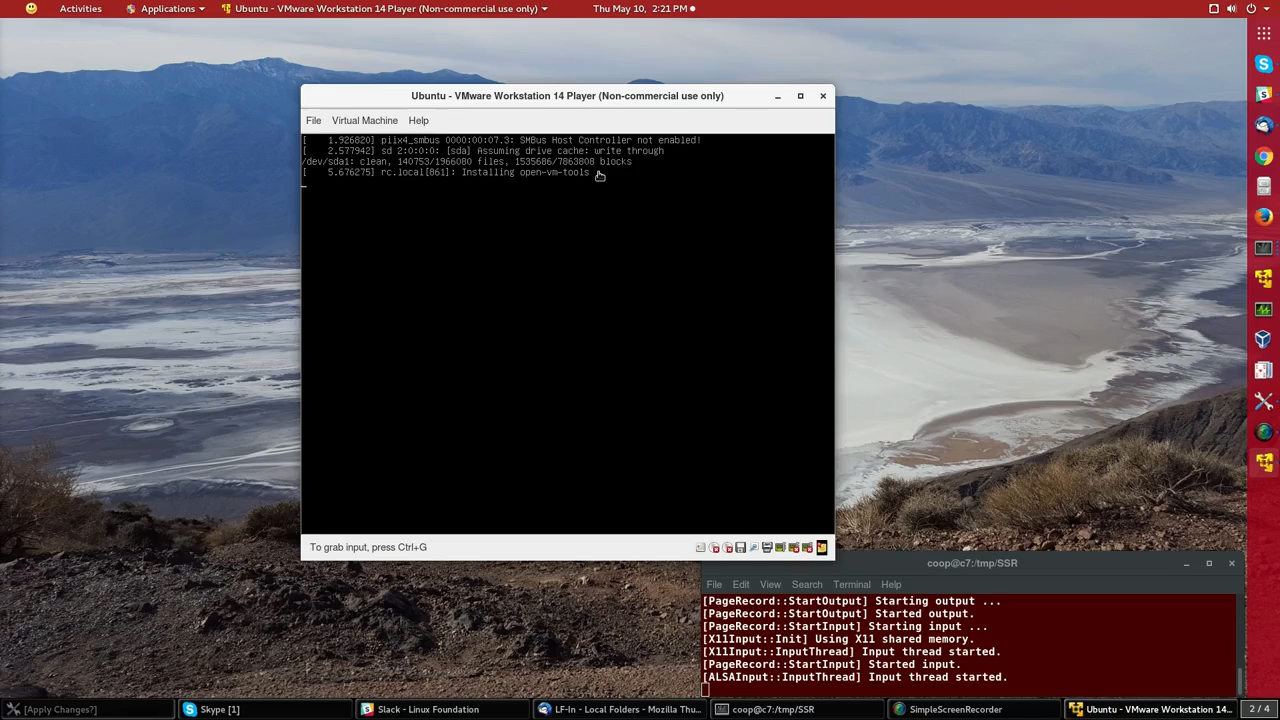 Activities
Applications
Ubuntu - VMware Workstation 14 Player (Non-commercial use only)
Thu May 10, 2:21 PM
Ubuntu - VMware Workstation 14 Player (Non-commercial use only)
File Virtual Machine Help
[    1.926820] piix4_smbus 0000:00:07.3: SMBus Host Controller not enabled!
[    2.577942] sd 2:0:0:0: [sda] Assuming drive cache: write through
/dev/sda1: clean, 140753/1966080 files, 1535686/7863808 blocks
[    5.676275] rc.local[861]: Installing open-vm-tools
To grab input, press Ctrl+G
coop@c7:/tmp/SSR
File Edit View Search Terminal Help
[PageRecord::StartOutput] Starting output ...
[PageRecord::StartOutput] Started output.
[PageRecord::StartInput] Starting input ...
[X11Input::Init] Using X11 shared memory.
[X11Input::InputThread] Input thread started.
[PageRecord::StartInput] Started input.
[ALSAInput::InputThread] Input thread started.
[Apply Changes?]
Skype [1]
Slack - Linux Foundation
LF-In - Local Folders - Mozilla Thu...
coop@c7:/tmp/SSR
SimpleScreenRecorder
Ubuntu - VMware Workstation 14...
2 / 4